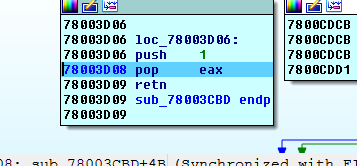 78003D06
78003D06 loc_78003D06:
78003D06 push 1
78003D08 pop eax
78003D09 retn
78003D09 sub_78003CBD endp
78003D09
7800CDCB
7800CDCB
7800CDCB
7800CDD1
08: sub_78003CBD+4B (Synchronized with